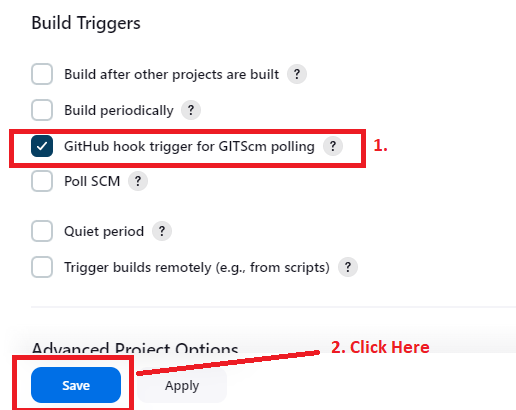 Build Triggers
Build after other projects are built ?
Build periodically ?
GitHub hook trigger for GITScm polling ? 1.
Poll SCM ?
Quiet period ?
Trigger builds remotely (e.g., from scripts) ?
Advanced Project Options
2. Click Here
Save Apply